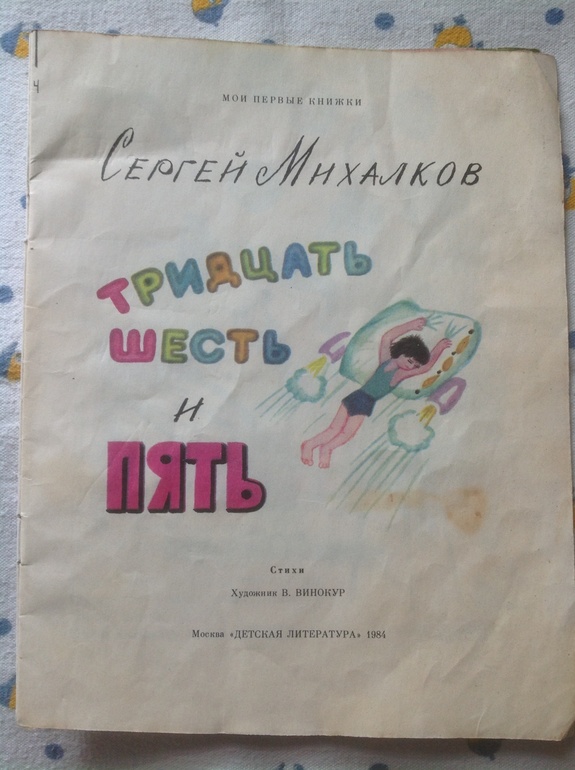 Ч
МОИ ПЕРВЫЕ КНИЖКИ
СЕРГЕЙ МИХАЛКОВ
ТРИДЦАТЬ
ШЕСТЬ
И
ПЯТЬ
Стихи
Художник В. ВИНОКУР
Москва «ДЕТСКАЯ ЛИТЕРАТУРА» 1984